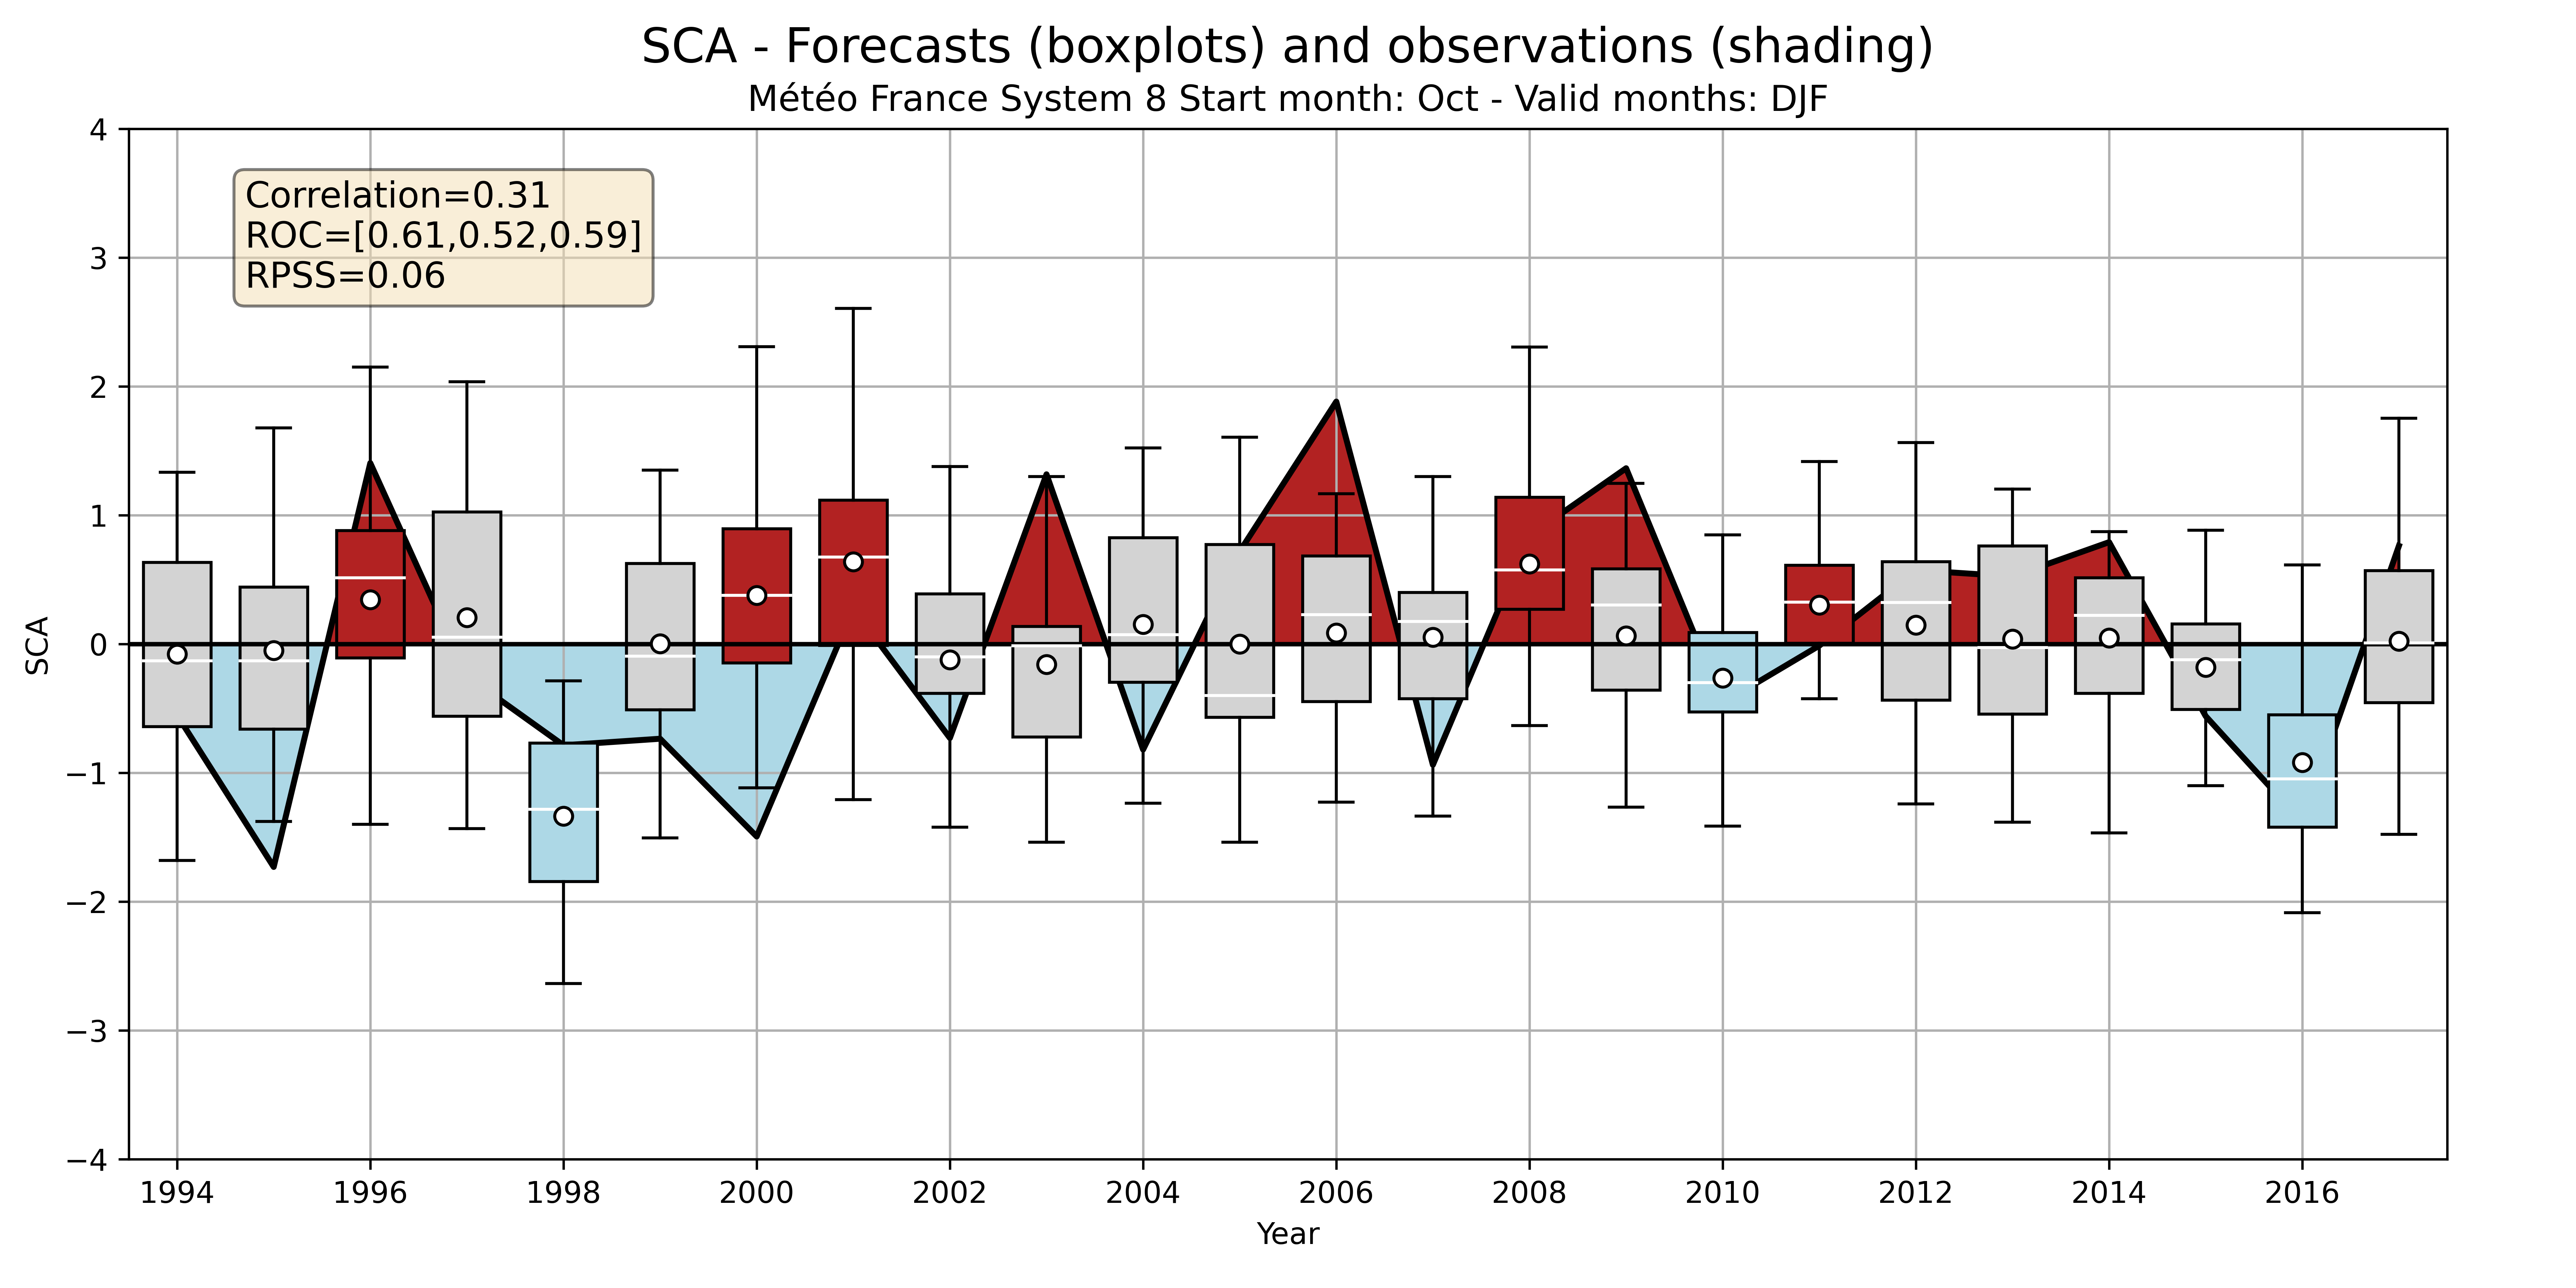 SCA - Forecasts (boxplots) and observations (shading)
Météo France System 8 Start month: Oct - Valid months: DJF
Correlation=0.31
ROC=[0.61,0.52,0.59]
RPSS=0.06
SCA
4
3
2
1
0
−1
−2
−3
−4
1994 1996 1998 2000 2002 2004 2006 2008 2010 2012 2014 2016
Year